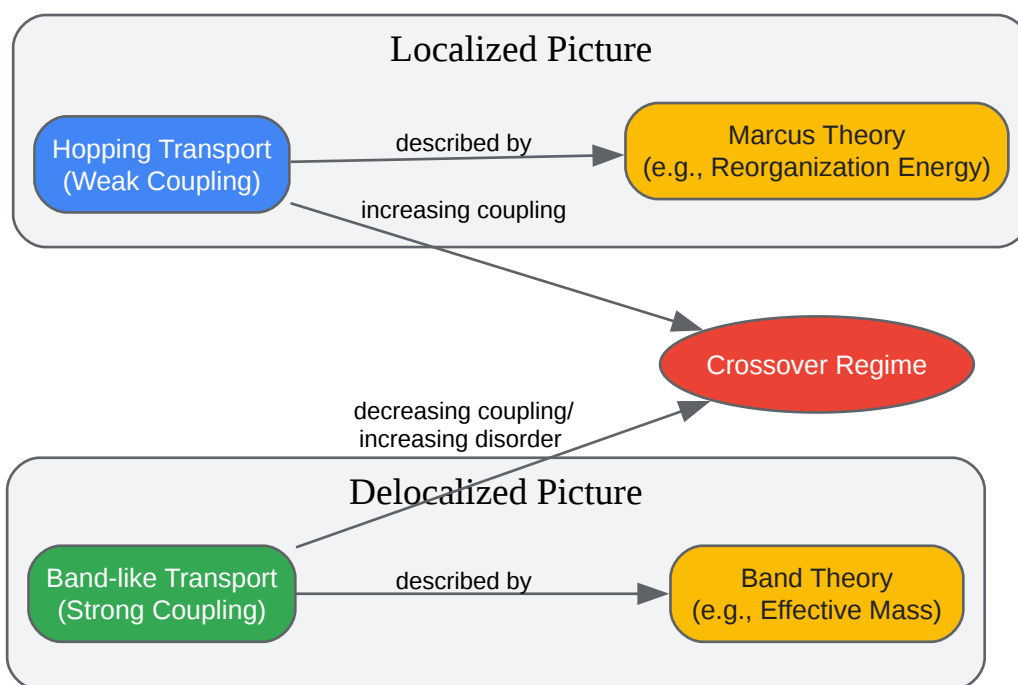 Localized Picture
Hopping Transport
(Weak Coupling)
described by
Marcus Theory
(e.g., Reorganization Energy)
increasing coupling
Crossover Regime
decreasing coupling/
increasing disorder
Delocalized Picture
Band-like Transport
(Strong Coupling)
described by
Band Theory
(e.g., Effective Mass)